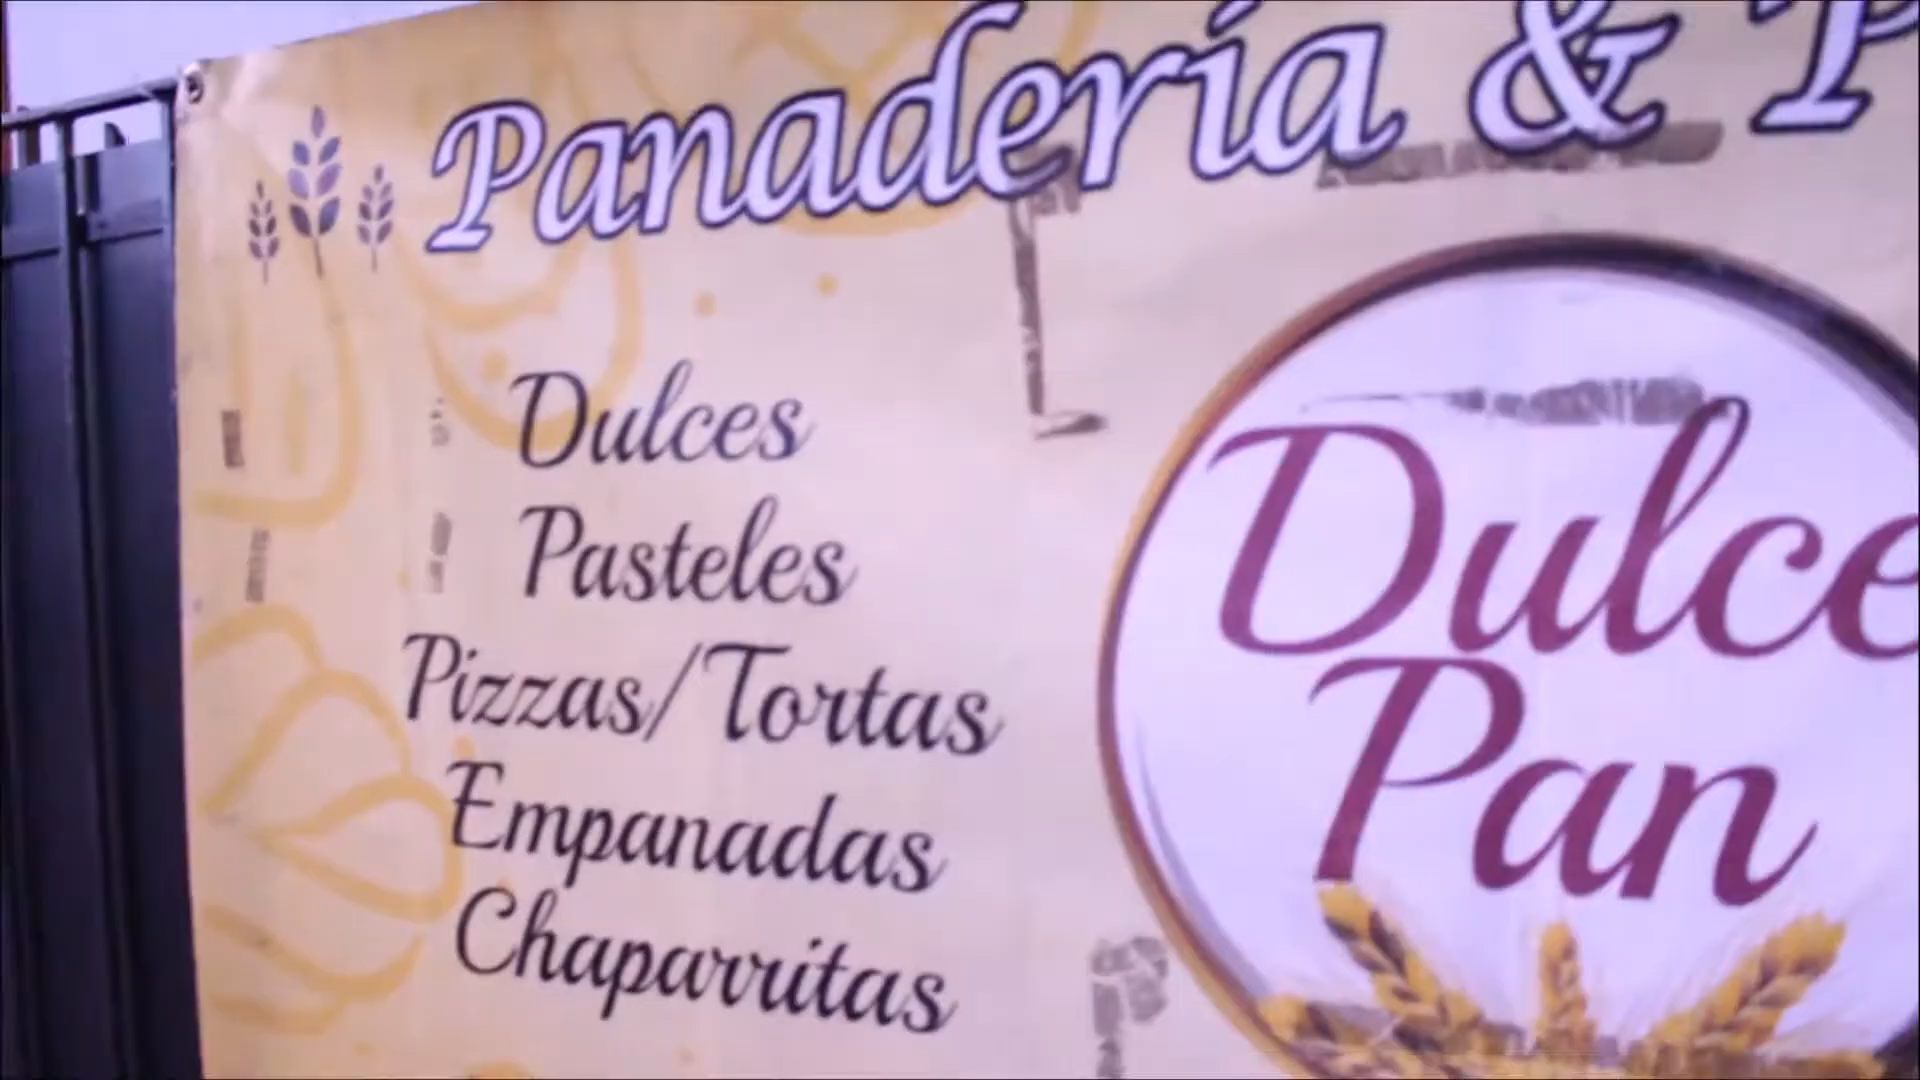 Panadería & P
Dulces
Pasteles
Pizzas/Tortas
Empanadas
Chaparritas
Dulce
Pan